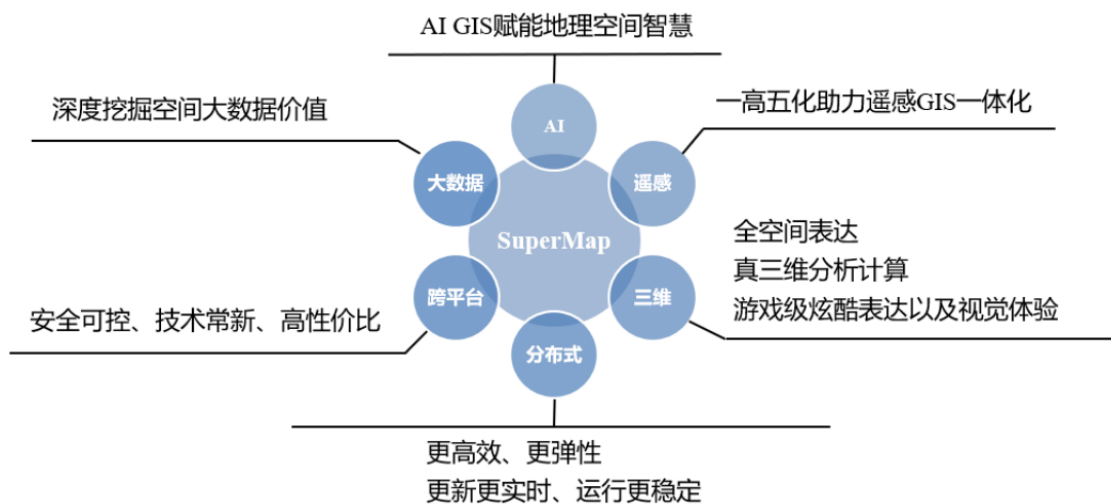 AI GIS赋能地理空间智慧
深度挖掘空间大数据价值
一高五化助力遥感GIS一体化
AI
大数据
遥感
SuperMap
全空间表达
真三维分析计算
游戏级炫酷表达以及视觉体验
跨平台
三维
安全可控、技术常新、高性价比
分布式
更高效、更弹性
更新更实时、运行更稳定